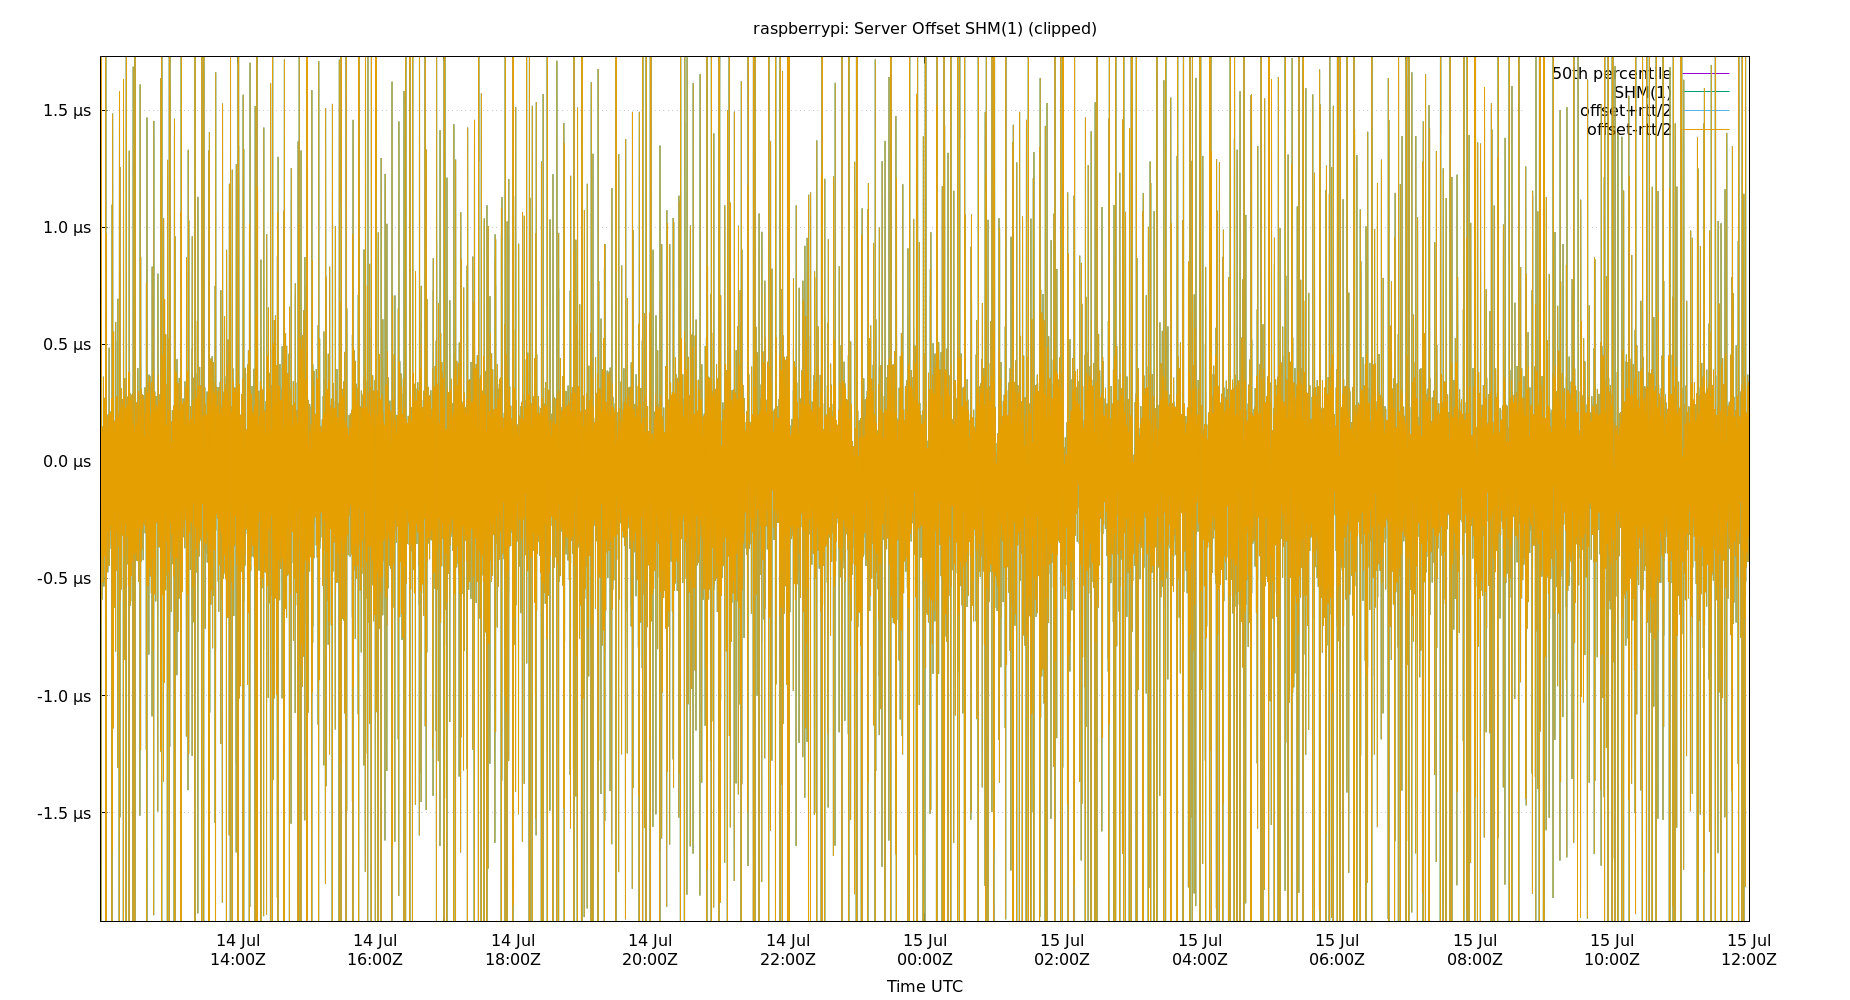 raspberrypi: Server Offset SHM(1) (clipped)
50th percentile
SHM(1)
offset+rtt/2
offset-rtt/2
1.5 µs
1.0 µs
0.5 µs
0.0 µs
-0.5 µs
-1.0 µs
-1.5 µs
14 Jul 14 Jul 14 Jul 14 Jul 14 Jul 15 Jul 15 Jul 15 Jul 15 Jul 15 Jul 15 Jul 15 Jul
14:00Z 16:00Z 18:00Z 20:00Z 22:00Z 00:00Z 02:00Z 04:00Z 06:00Z 08:00Z 10:00Z 12:00Z
Time UTC